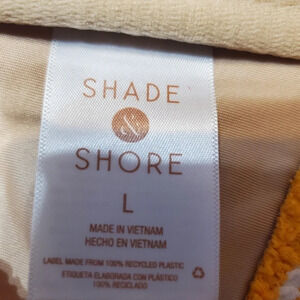 SHADE
&
SHORE
L
MADE IN VIETNAM
HECHO EN VIETNAM
LABEL MADE FROM 100% RECYCLED PLASTIC
ETIQUETA ELABORADA CON PLÁSTICO
100% RECICLADO